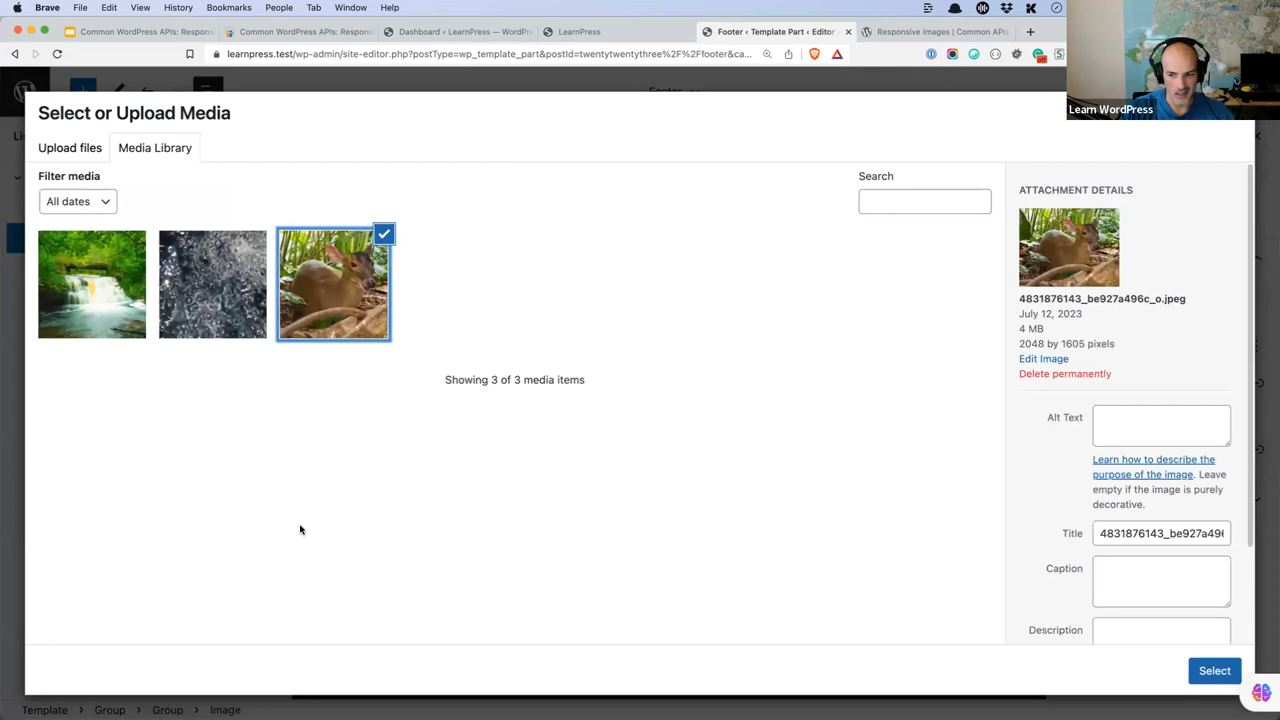 Brave File Edit View History Bookmarks People Tab Window Help
Common WordPress APIs: Respons
Common WordPress APIs: Respons
Dashboard ‹ LearnPress — WordPr
LearnPress
Footer ‹ Template Part ‹ Editor
Responsive Images | Common APIs
learnpress.test/wp-admin/site-editor.php?postType=wp_template_part&postId=twentytwentythree%2F%2Ffooter&ca...
Learn WordPress
Select or Upload Media
Upload files
Media Library
Filter media
All dates
Search
Showing 3 of 3 media items
ATTACHMENT DETAILS
4831876143_be927a496c_o.jpeg
July 12, 2023
4 MB
2048 by 1605 pixels
Edit Image
Delete permanently
Alt Text
Learn how to describe the
purpose of the image. Leave
empty if the image is purely
decorative.
Title 4831876143_be927a496
Caption
Description
Select
Template › Group › Group › Image